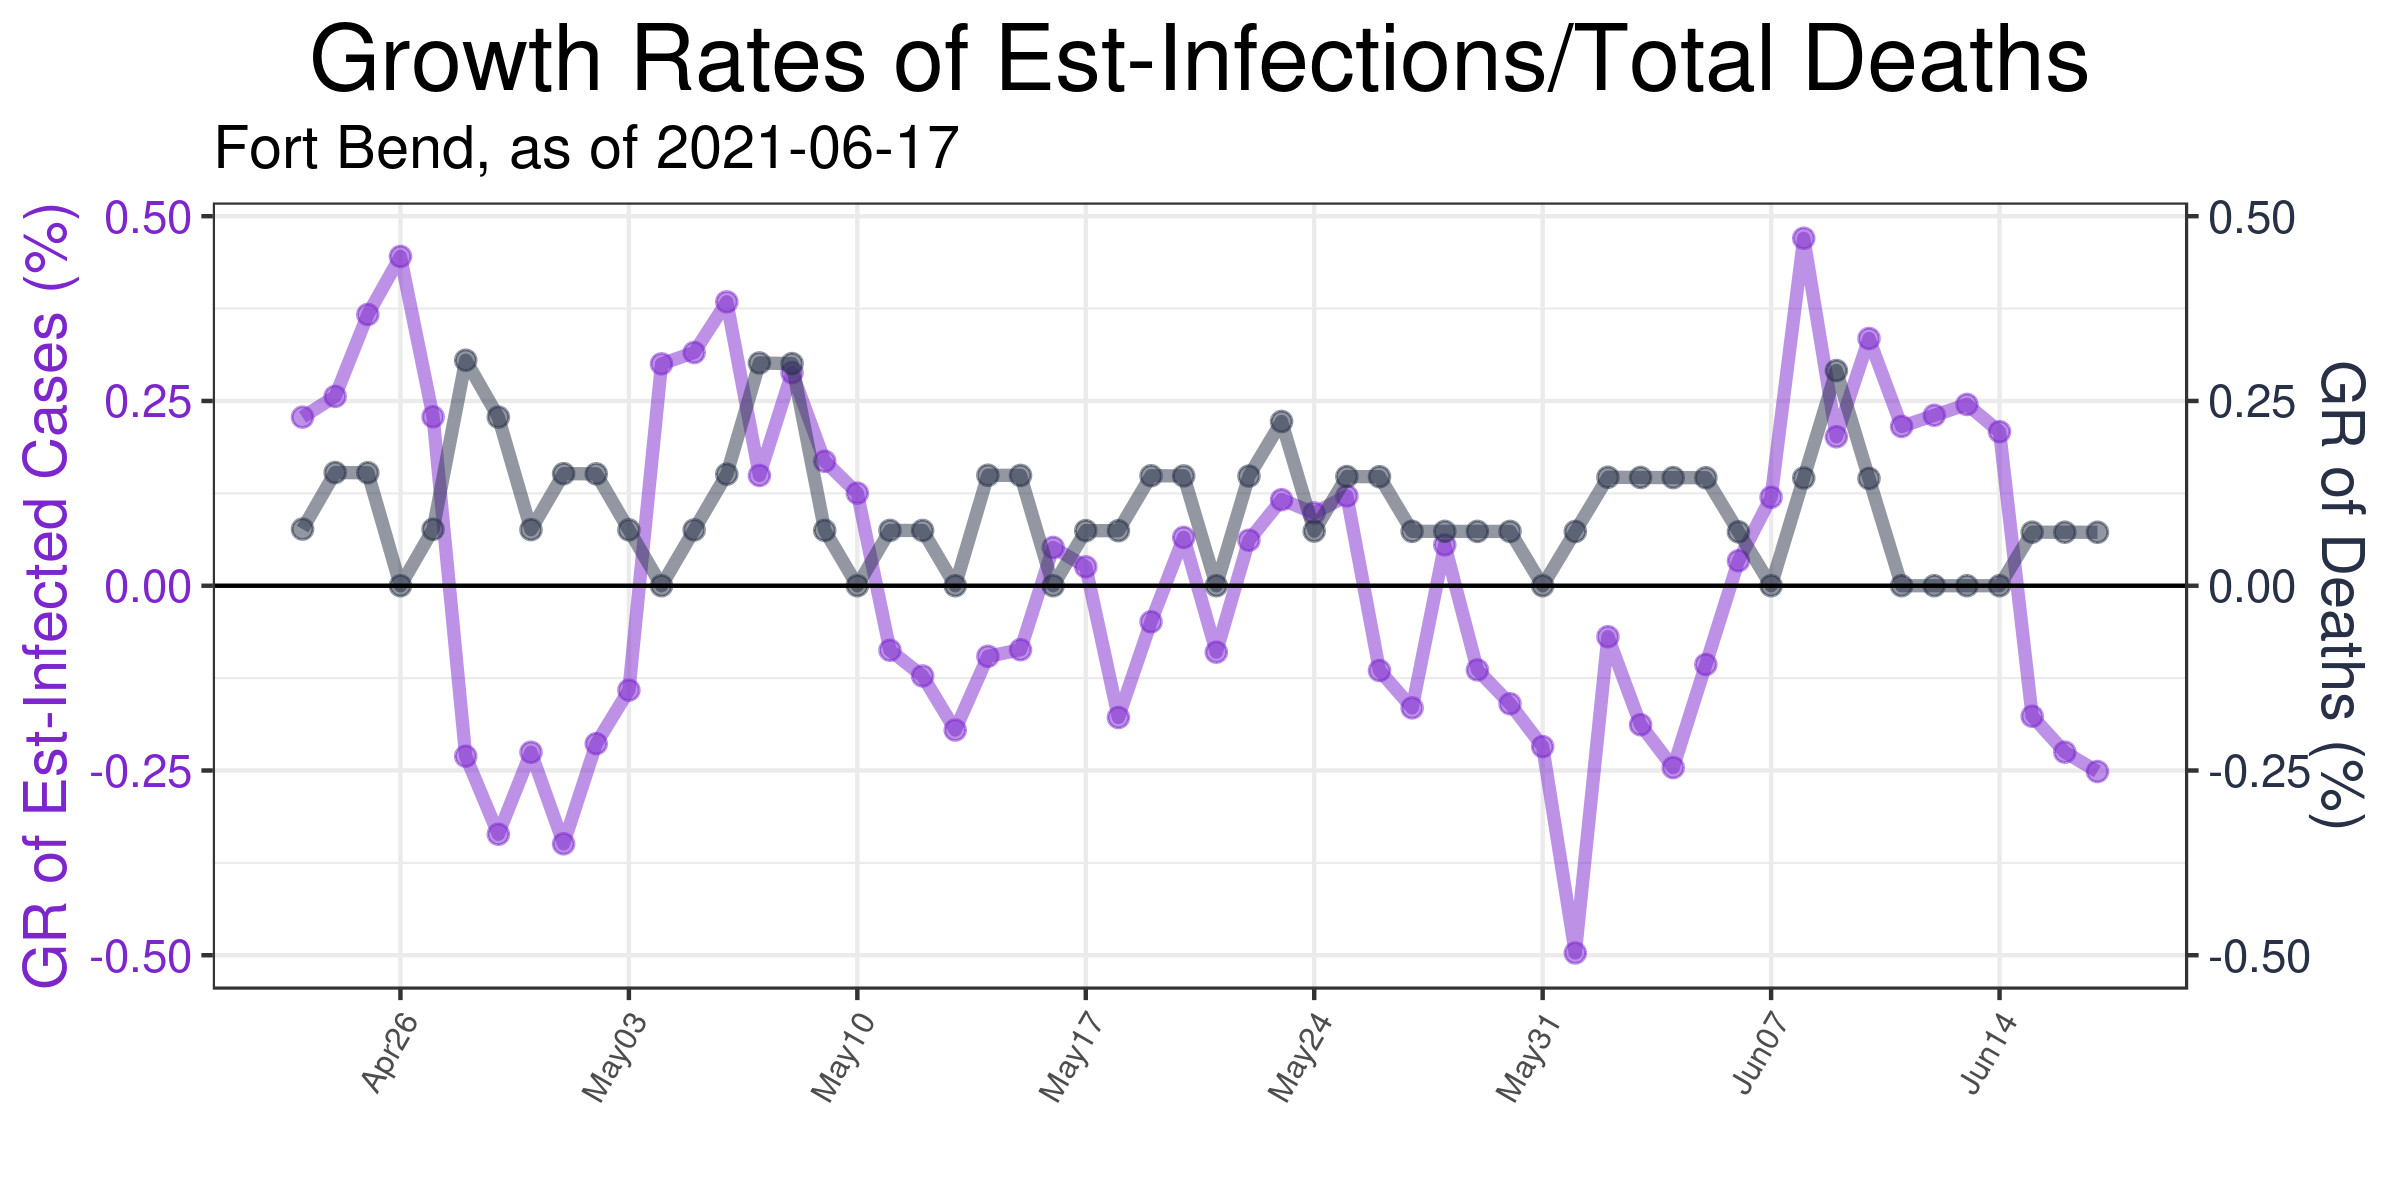 Growth Rates of Est-Infections/Total Deaths
Fort Bend, as of 2021-06-17
GR of Est-Infected Cases (%)
0.50
0.25
0.00
-0.25
-0.50
0.50
0.25
0.00
-0.25
-0.50
GR of Deaths (%)
Apr26
May03
May10
May17
May24
May31
Jun07
Jun14